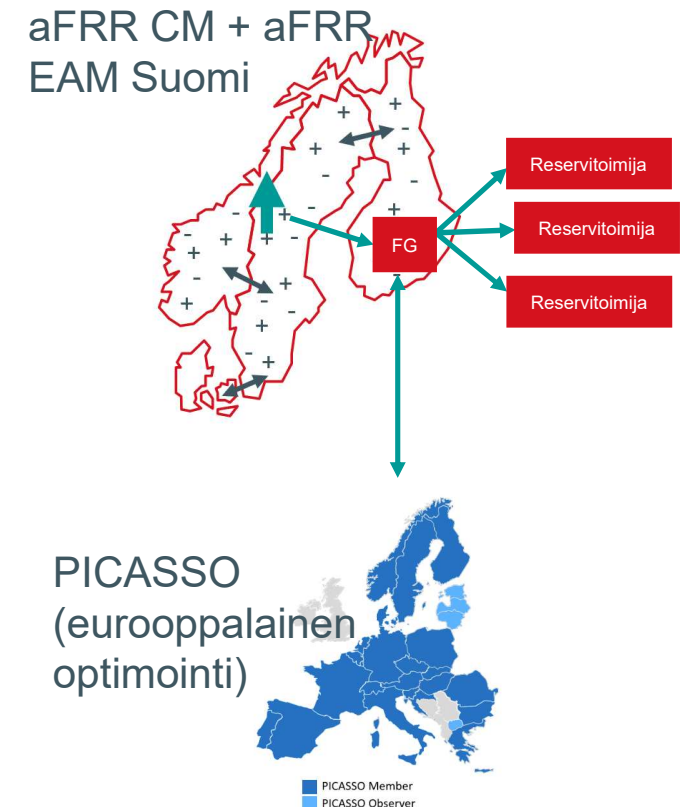 aFRR CM + aFRR
EAM Suomi
Reservitoimija
Reservitoimija
FG
Reservitoimija
PICASSO
(eurooppalainen
optimointi)
PICASSO Member
PICASSO Observer